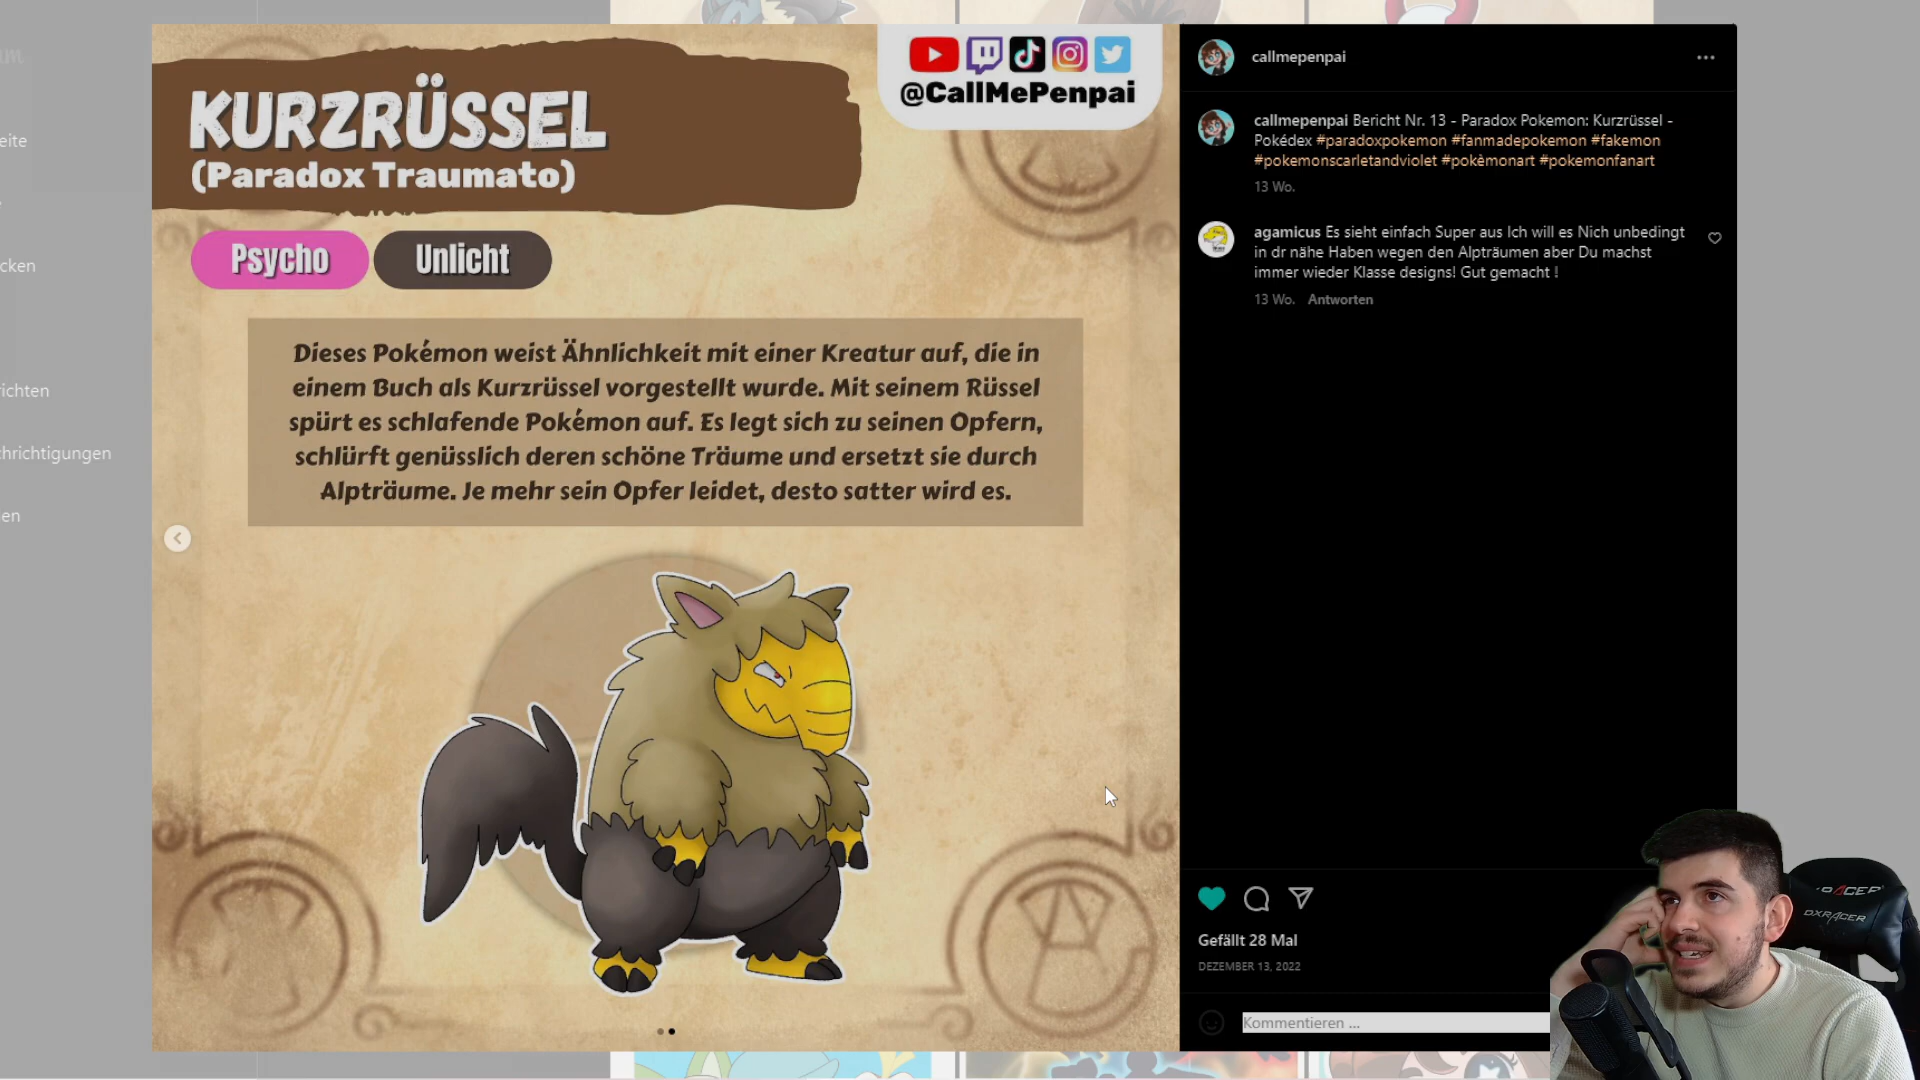 eite
cken
ichten
hrichtigungen
en
KURZRÜSSEL
(Paradox Traumato)
@CallMePenpai
Psycho
Unlicht
Dieses Pokémon weist Ähnlichkeit mit einer Kreatur auf, die in
einem Buch als Kurzrüssel vorgestellt wurde. Mit seinem Rüssel
spürt es schlafende Pokémon auf. Es legt sich zu seinen Opfern,
schlürft genüsslich deren schöne Träume und ersetzt sie durch
Alpträume. Je mehr sein Opfer leidet, desto satter wird es.
callmepenpai
callmepenpai Bericht Nr. 13 - Paradox Pokemon: Kurzrüssel -
Pokédex #paradoxpokemon #fanmadepokemon #fakemon
#pokemonscarletandviolet #pokèmonart #pokemonfanart
13 Wo.
agamicus Es sieht einfach Super aus Ich will es Nich unbedingt
in dr nähe Haben wegen den Alpträumen aber Du machst
immer wieder Klasse designs! Gut gemacht !
13 Wo. Antworten
Gefällt 28 Mal
DEZEMBER 13, 2022
Kommentieren ...
DXRACER